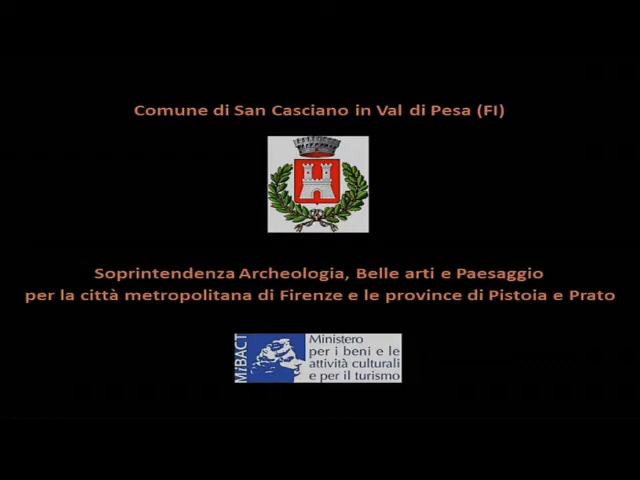 Comune di San Casciano in Val di Pesa (FI)
Soprintendenza Archeologia, Belle arti e Paesaggio
per la città metropolitana di Firenze e le province di Pistoia e Prato
MiBACT
Ministero
per i beni e le
attività culturali
e per il turismo